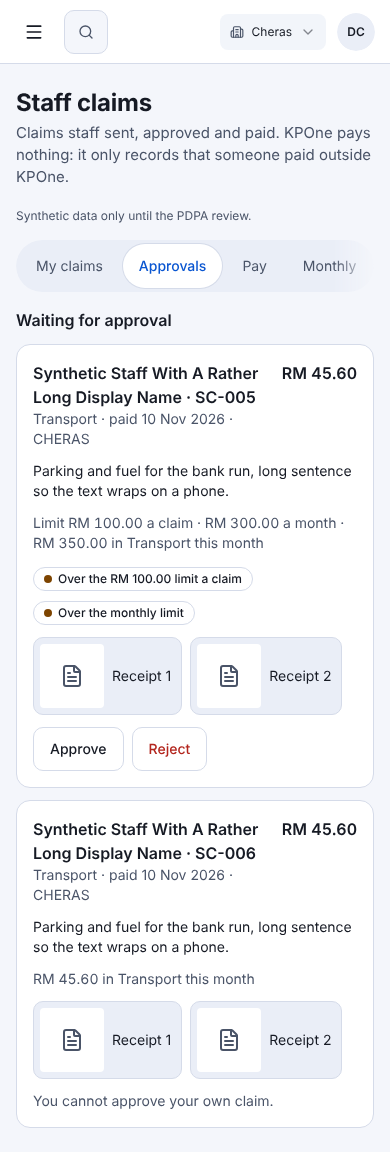 Cheras
DC
Staff claims
Claims staff sent, approved and paid. KPOne pays
nothing: it only records that someone paid outside
KPOne.
Synthetic data only until the PDPA review.
My claims
Approvals
Pay
Monthly
Waiting for approval
Synthetic Staff With A Rather
Long Display Name · SC-005
RM 45.60
Transport · paid 10 Nov 2026 ·
CHERAS
Parking and fuel for the bank run, long sentence
so the text wraps on a phone.
Limit RM 100.00 a claim · RM 300.00 a month ·
RM 350.00 in Transport this month
Over the RM 100.00 limit a claim
Over the monthly limit
Receipt 1
Receipt 2
Approve
Reject
Synthetic Staff With A Rather
Long Display Name · SC-006
RM 45.60
Transport · paid 10 Nov 2026 ·
CHERAS
Parking and fuel for the bank run, long sentence
so the text wraps on a phone.
RM 45.60 in Transport this month
Receipt 1
Receipt 2
You cannot approve your own claim.